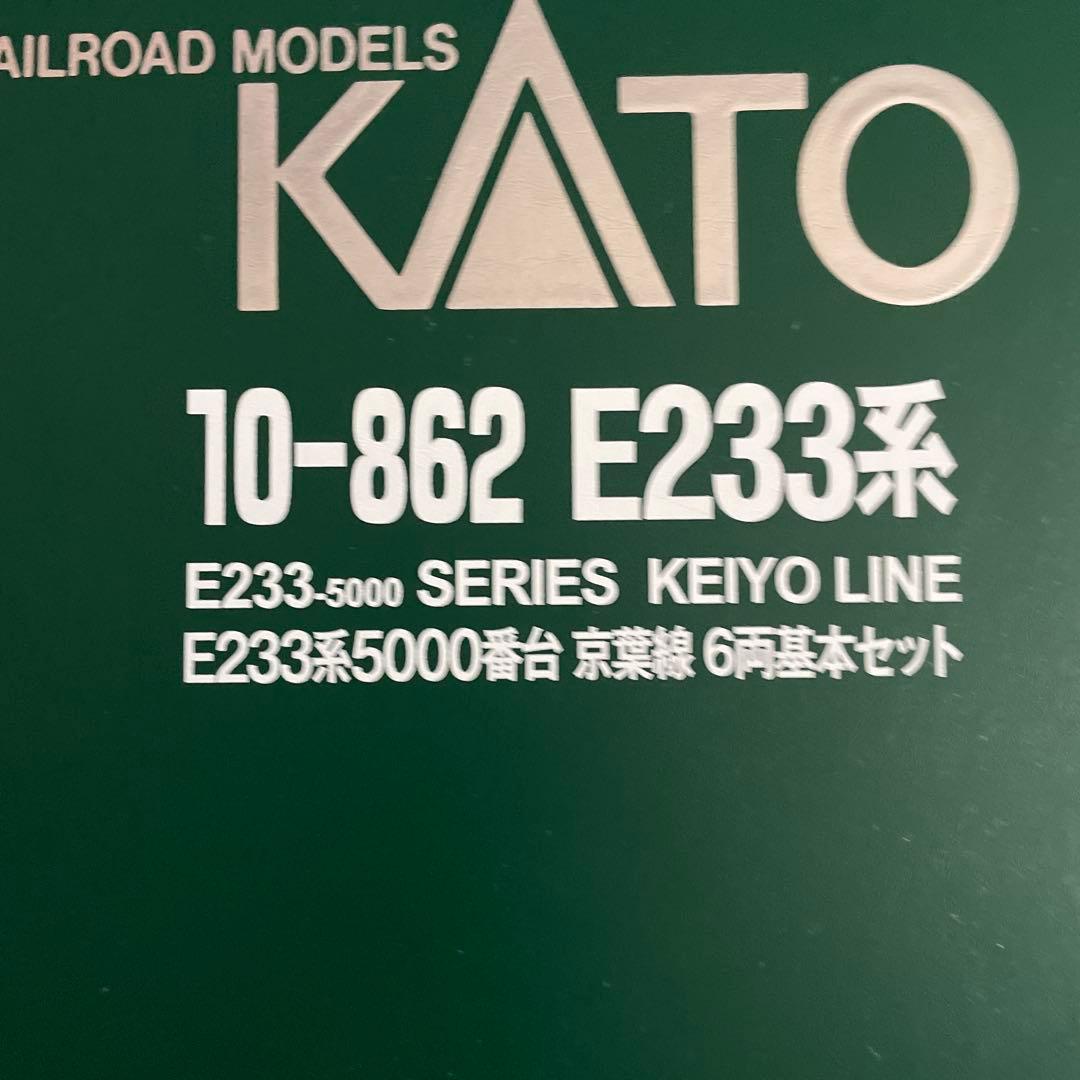 AILROAD MODELS
KATO
10-862 E233系
E233-5000 SERIES KEIYO LINE
E233系5000番台 京葉線 6両基本セット